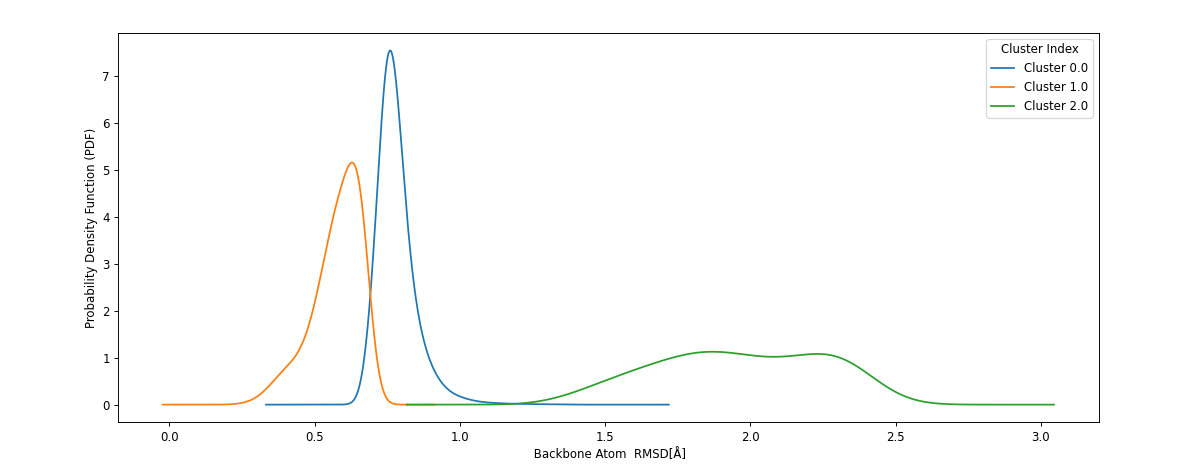 Cluster Index
Cluster 0.0
Cluster 1.0
Cluster 2.0
Probability Density Function (PDF)
7
6
5
4
3
2
1
0
0.0 0.5 1.0 1.5 2.0 2.5 3.0
Backbone Atom  RMSD[Å]